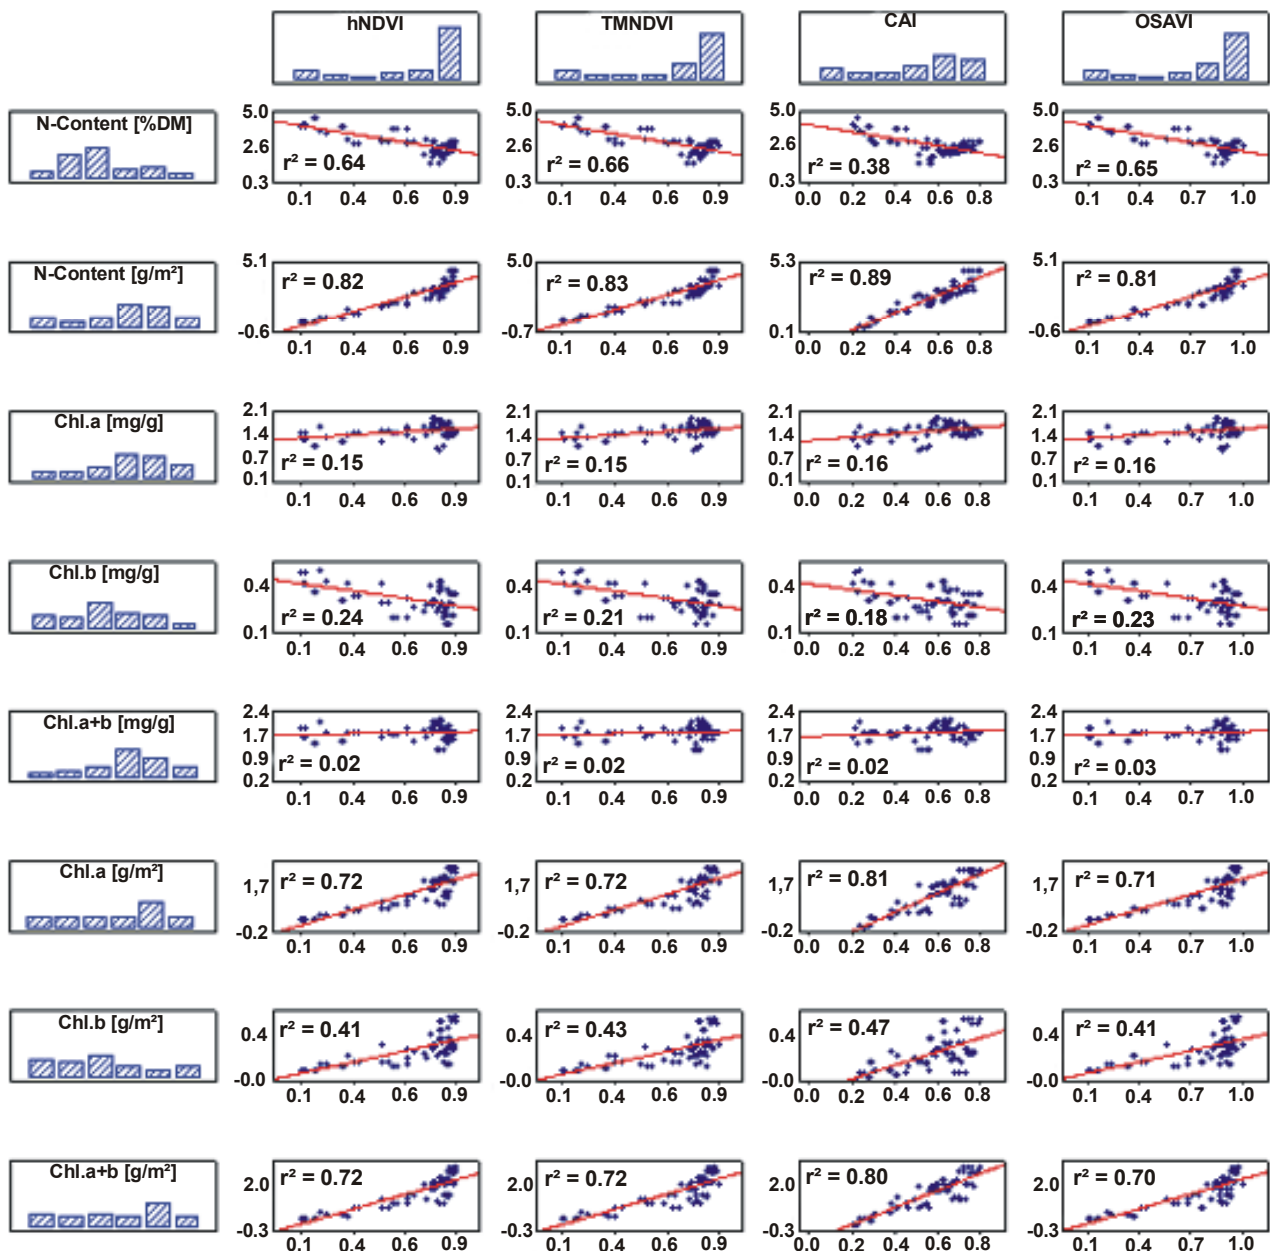 hNDVI TMNDVI CAI OSAVI
N-Content [%DM]
5.0 2.6 0.3 r² = 0.64 5.0 2.6 0.3 r² = 0.66 5.0 2.6 0.3 r² = 0.38 5.0 2.6 0.3 r² = 0.65
0.1 0.4 0.6 0.9 0.1 0.4 0.6 0.9 0.0 0.2 0.4 0.6 0.8 0.1 0.4 0.7 1.0
N-Content [g/m²]
5.1 -0.6 r² = 0.82 5.0 -0.7 r² = 0.83 5.3 0.1 r² = 0.89 5.1 -0.6 r² = 0.81
0.1 0.4 0.6 0.9 0.1 0.4 0.6 0.9 0.0 0.2 0.4 0.6 0.8 0.1 0.4 0.7 1.0
Chl.a [mg/g]
2.1 1.4 0.7 0.1 r² = 0.15 2.1 1.4 0.7 0.1 r² = 0.15 2.1 1.4 0.7 0.1 r² = 0.16 2.1 1.4 0.7 0.1 r² = 0.16
0.1 0.4 0.6 0.9 0.1 0.4 0.6 0.9 0.0 0.2 0.4 0.6 0.8 0.1 0.4 0.7 1.0
Chl.b [mg/g]
0.4 0.1 r² = 0.24 0.4 0.1 r² = 0.21 0.4 0.1 r² = 0.18 0.4 0.1 r² = 0.23
0.1 0.4 0.6 0.9 0.1 0.4 0.6 0.9 0.0 0.2 0.4 0.6 0.8 0.1 0.4 0.7 1.0
Chl.a+b [mg/g]
2.4 1.7 0.9 0.2 r² = 0.02 2.4 1.7 0.9 0.2 r² = 0.02 2.4 1.7 0.9 0.2 r² = 0.02 2.4 1.7 0.9 0.2 r² = 0.03
0.1 0.4 0.6 0.9 0.1 0.4 0.6 0.9 0.0 0.2 0.4 0.6 0.8 0.1 0.4 0.7 1.0
Chl.a [g/m²]
1,7 -0.2 r² = 0.72 1,7 -0.2 r² = 0.72 1,7 -0.2 r² = 0.81 1,7 -0.2 r² = 0.71
0.1 0.4 0.6 0.9 0.1 0.4 0.6 0.9 0.0 0.2 0.4 0.6 0.8 0.1 0.4 0.7 1.0
Chl.b [g/m²]
0.4 -0.0 r² = 0.41 0.4 -0.0 r² = 0.43 0.4 -0.0 r² = 0.47 0.4 -0.0 r² = 0.41
0.1 0.4 0.6 0.9 0.1 0.4 0.6 0.9 0.0 0.2 0.4 0.6 0.8 0.1 0.4 0.7 1.0
Chl.a+b [g/m²]
2.0 -0.3 r² = 0.72 2.0 -0.3 r² = 0.72 2.0 -0.3 r² = 0.80 2.0 -0.3 r² = 0.70
0.1 0.4 0.6 0.9 0.1 0.4 0.6 0.9 0.0 0.2 0.4 0.6 0.8 0.1 0.4 0.7 1.0